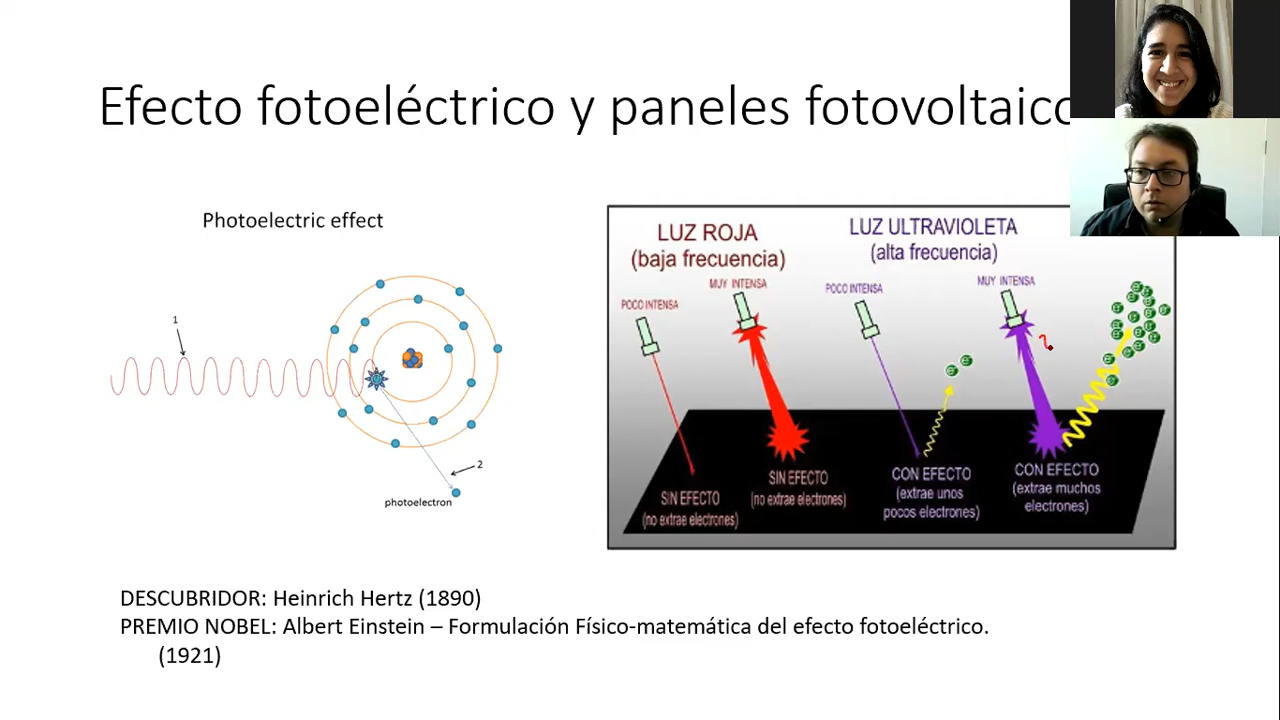 Efecto fotoeléctrico y paneles fotovoltaico
Photoelectric effect
1
2
photoelectron
LUZ ROJA
(baja frecuencia)
POCO INTENSA
MUY INTENSA
SIN EFECTO
(no extrae electrones)
SIN EFECTO
(no extrae electrones)
LUZ ULTRAVIOLETA
(alta frecuencia)
POCO INTENSA
MUY INTENSA
CON EFECTO
(extrae unos
pocos electrones)
CON EFECTO
(extrae muchos
electrones)
DESCUBRIDOR: Heinrich Hertz (1890)
PREMIO NOBEL: Albert Einstein – Formulación Físico-matemática del efecto fotoeléctrico.
(1921)